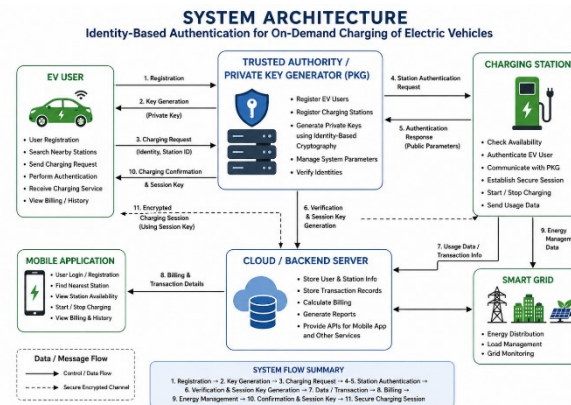 SYSTEM ARCHITECTURE
Identity-Based Authentication for On-Demand Charging of Electric Vehicles
EV USER
• User Registration
• Search Nearby Stations
• Send Charging Request
• Perform Authentication
• Receive Charging Service
• View Billing / History
1. Registration
2. Key Generation
(Private Key)
3. Charging Request
(Identity, Station ID)
10. Charging Confirmation
& Session Key
TRUSTED AUTHORITY /
PRIVATE KEY GENERATOR (PKG)
• Register EV Users
• Register Charging Stations
• Generate Private Keys
using Identity-Based
Cryptography
• Manage System Parameters
• Verify Identities
4. Station Authentication
Request
5. Authentication
Response
(Public Parameters)
CHARGING STATION
• Check Availability
• Authenticate EV User
• Communicate with PKG
• Establish Secure Session
• Start / Stop Charging
• Send Usage Data
11. Encrypted
Charging Session
(Using Session Key)
6. Verification
& Session Key
Generation
7. Usage Data /
Transaction Info
9. Energy
Management
Data
MOBILE APPLICATION
• User Login / Registration
• Find Nearest Station
• View Station Availability
• Start / Stop Charging
• View Billing & History
8. Billing &
Transaction Details
CLOUD / BACKEND SERVER
• Store User & Station Info
• Store Transaction Records
• Calculate Billing
• Generate Reports
• Provide APIs for Mobile App
and Other Services
SMART GRID
• Energy Distribution
• Load Management
• Grid Monitoring
Data / Message Flow
Control / Data Flow
Secure Encrypted Channel
SYSTEM FLOW SUMMARY
1. Registration → 2. Key Generation → 3. Charging Request → 4-5. Station Authentication →
6. Verification & Session Key Generation → 7. Data / Transaction → 8. Billing →
9. Energy Management → 10. Confirmation & Session Key → 11. Secure Charging Session